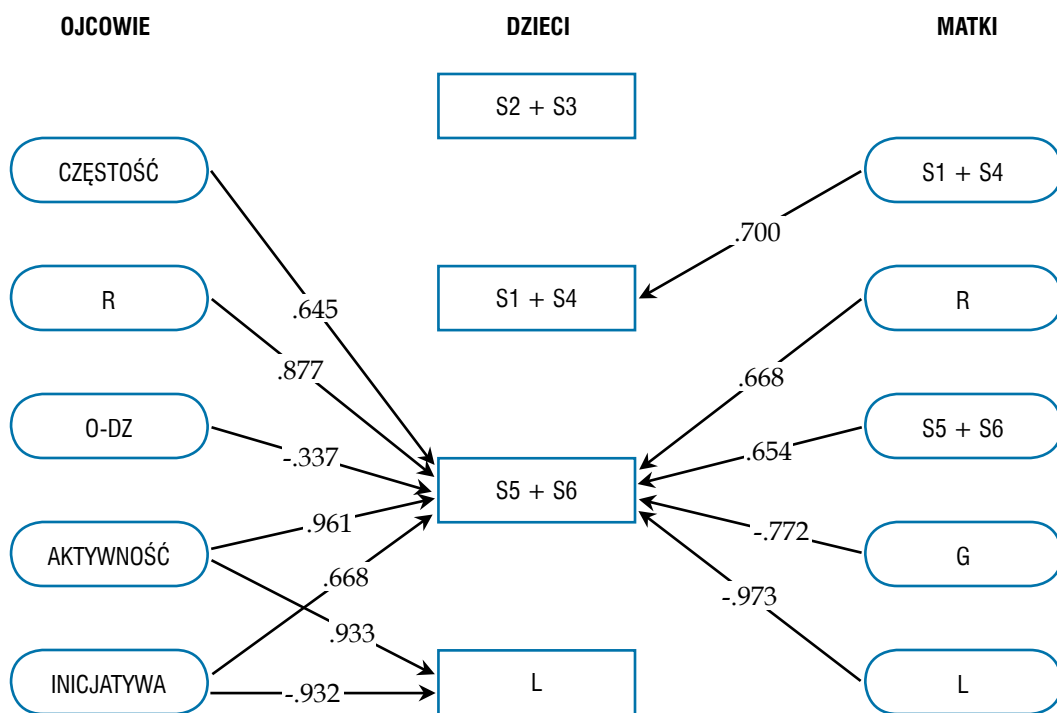 OJCOWIE DZIECI MATKI
S2 + S3
CZĘSTOŚĆ S1 + S4
.700
R S1 + S4 R
.645
.877 .668
O-DZ S5 + S6
-.337 .654
S5 + S6
.961 -.772
AKTYWNOŚĆ G
.668 -.973
.933
INICJATYWA L L
-.932